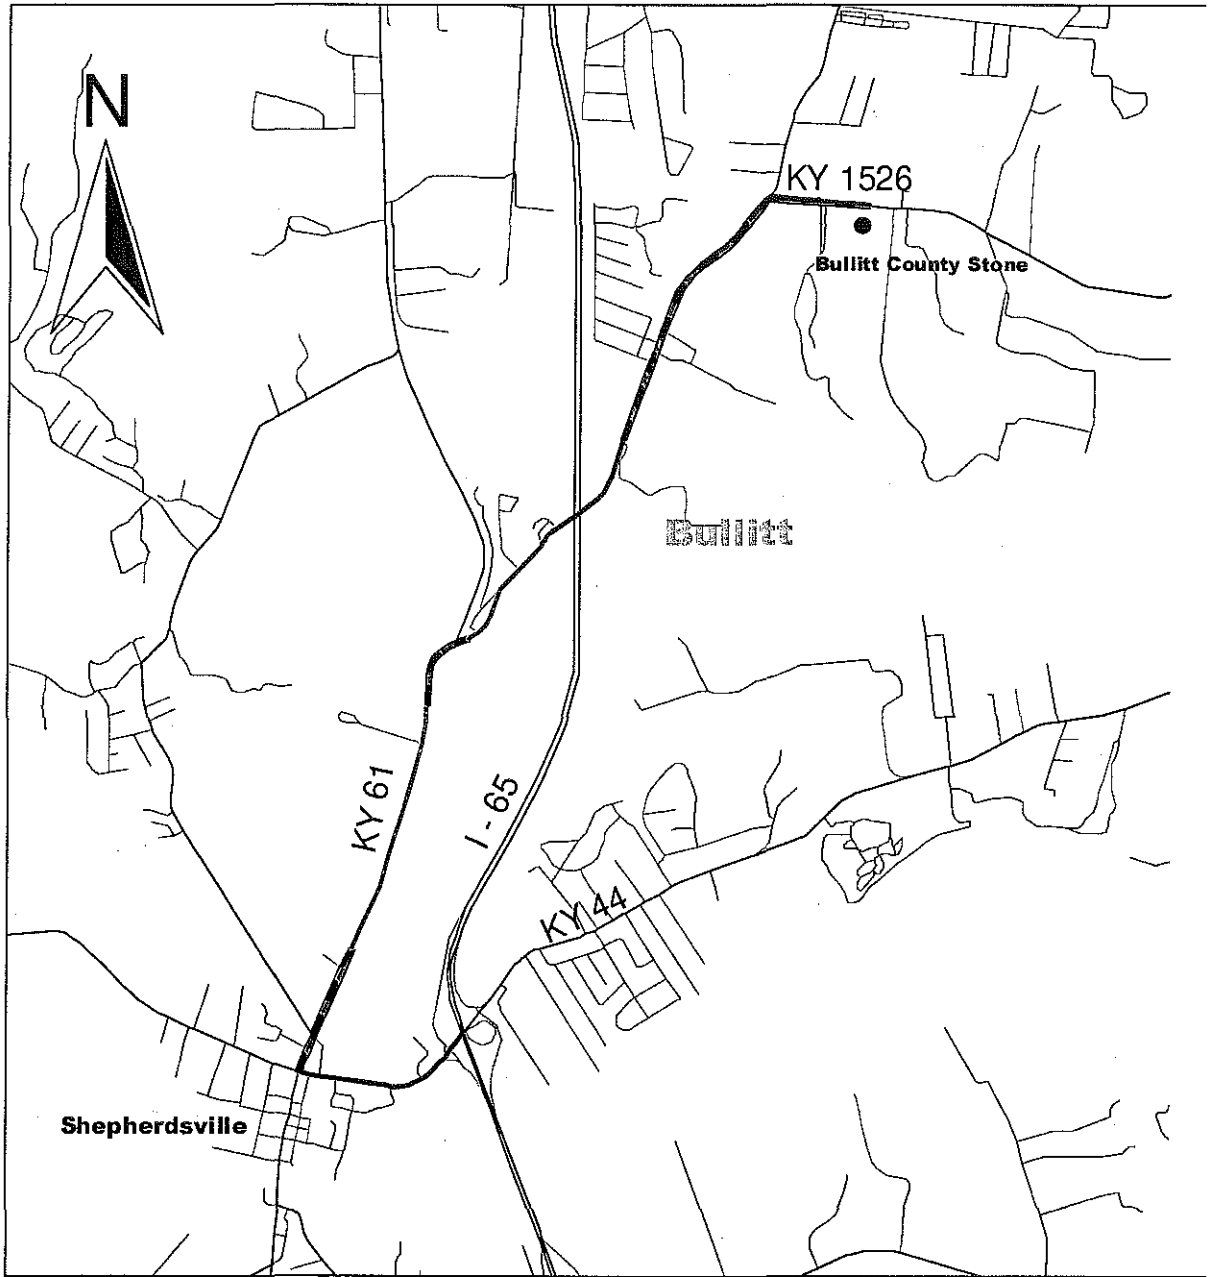 N
KY 1526
Bullitt County Stone
Bullitt
KY 61
I - 65
KY 44
Shepherdsville